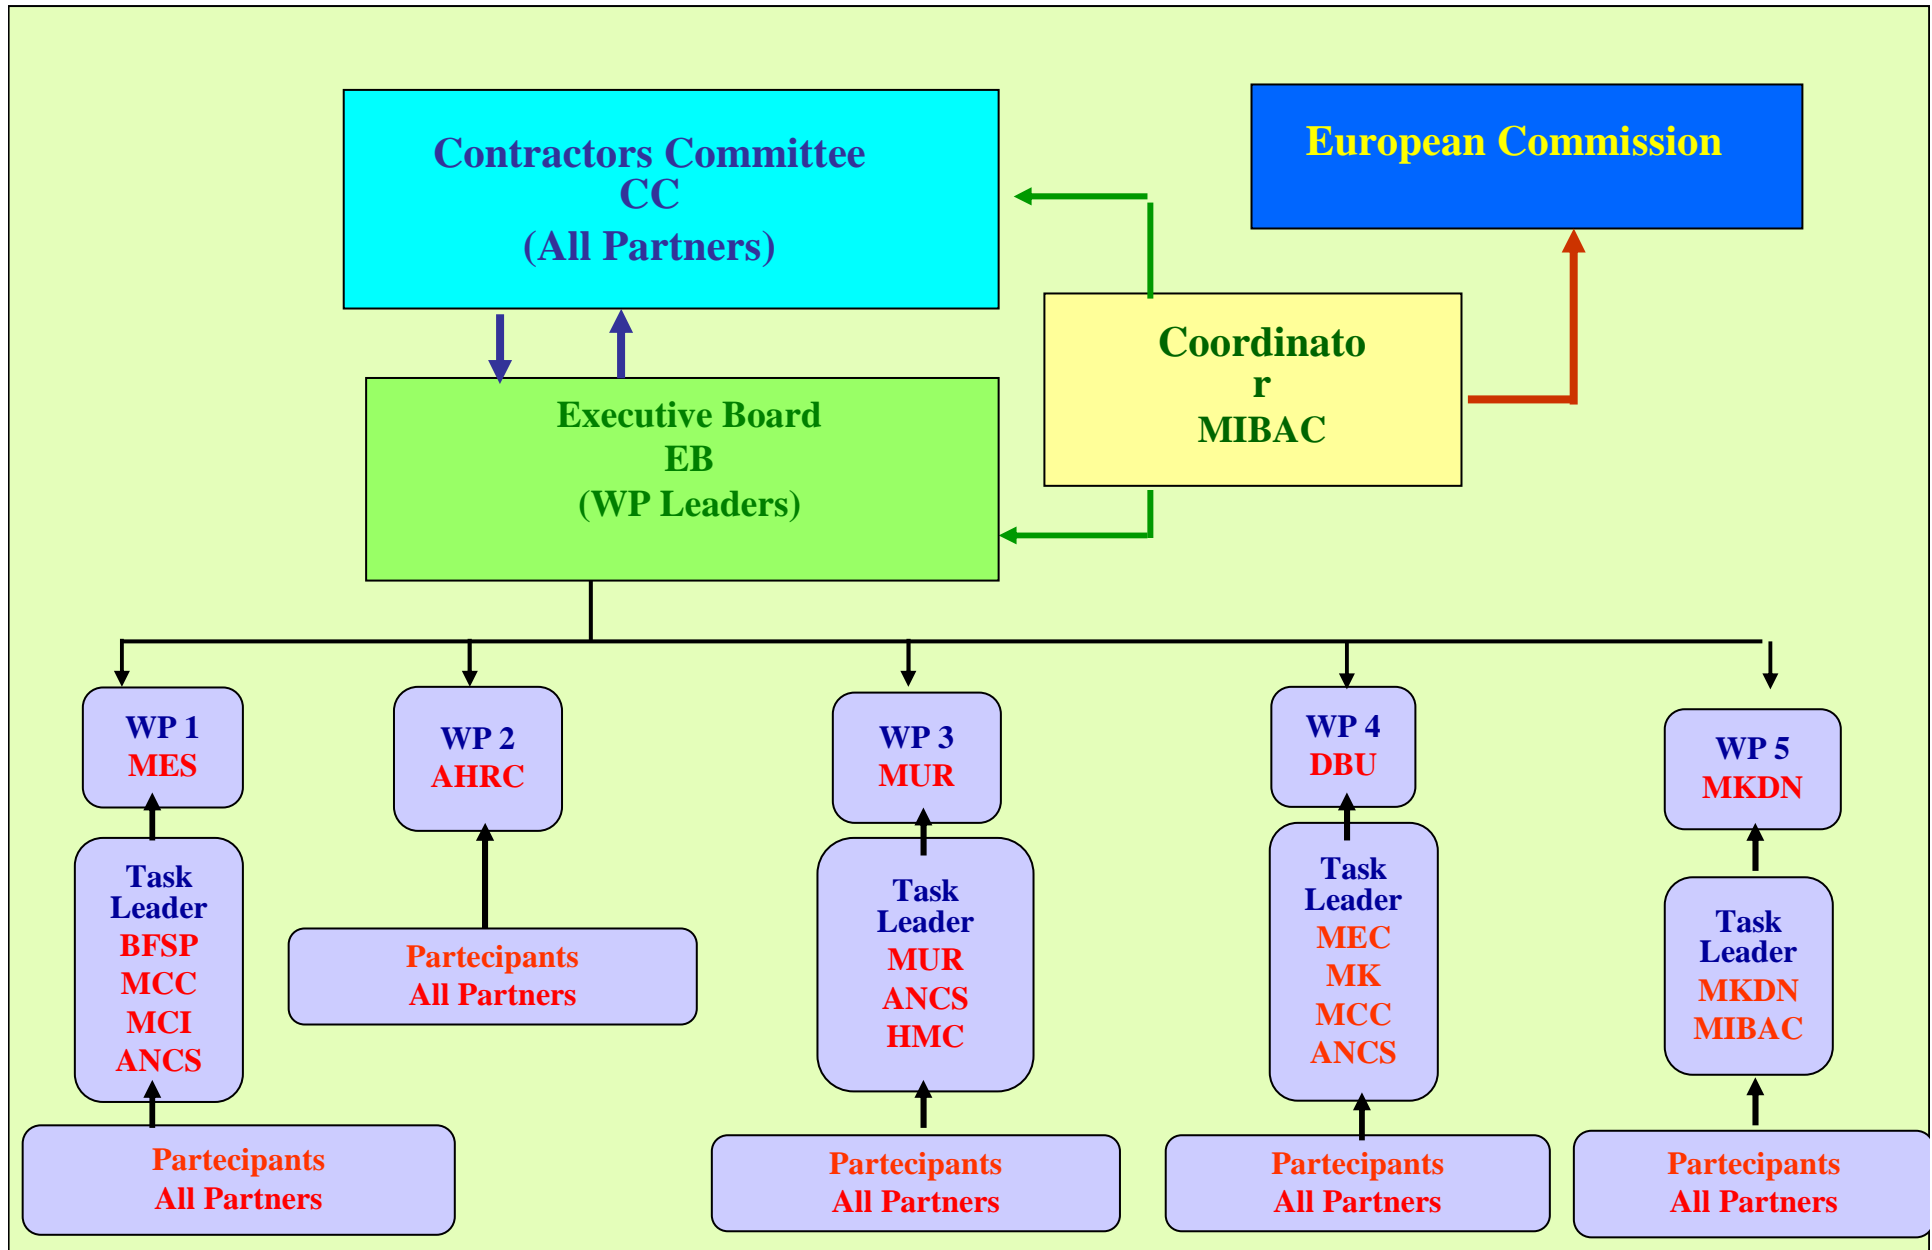 Contractors Committee
CC
(All Partners)
European Commission
Coordinato
r
MIBAC
Executive Board
EB
(WP Leaders)
WP 1
MES
WP 2
AHRC
WP 3
MUR
WP 4
DBU
WP 5
MKDN
Task
Leader
BFSP
MCC
MCI
ANCS
Partecipants
All Partners
Partecipants
All Partners
Task
Leader
MUR
ANCS
HMC
Partecipants
All Partners
Task
Leader
MEC
MK
MCC
ANCS
Partecipants
All Partners
Task
Leader
MKDN
MIBAC
Partecipants
All Partners